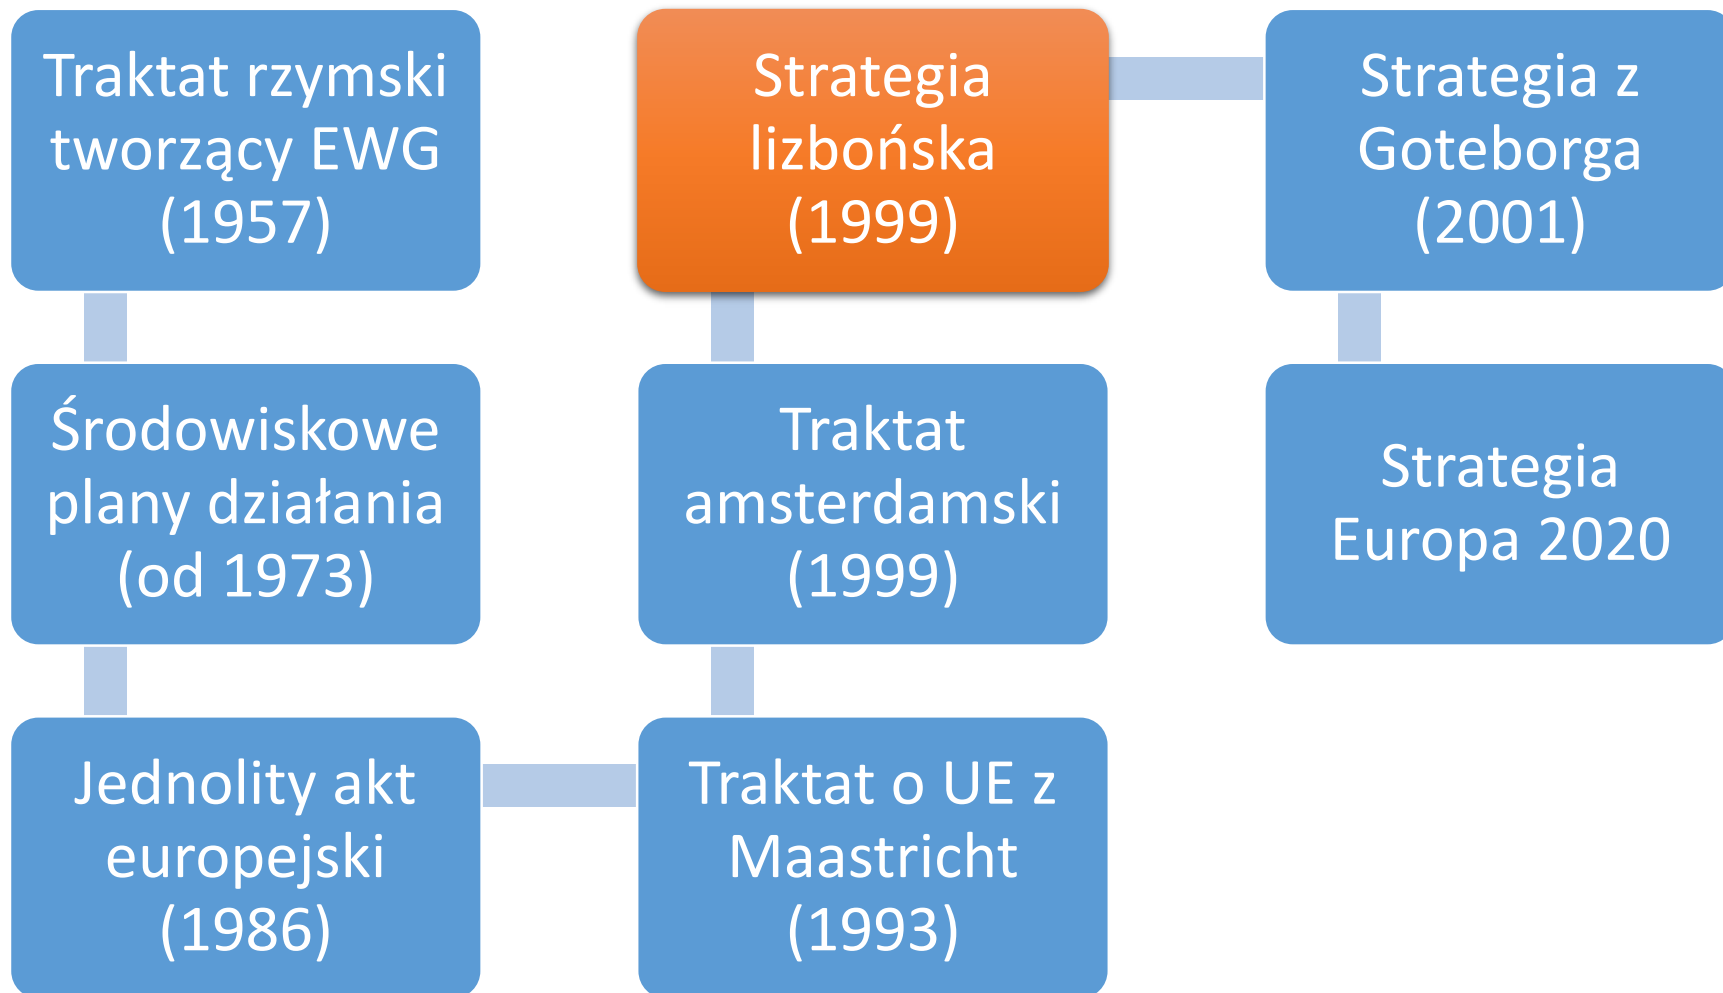 Traktat rzymski
tworzący EWG
(1957)
Środowiskowe
plany działania
(od 1973)
Jednolity akt
europejski
(1986)
Traktat o UE z
Maastricht
(1993)
Traktat
amsterdamski
(1999)
Strategia
lizbońska
(1999)
Strategia z
Goteborga
(2001)
Strategia
Europa 2020